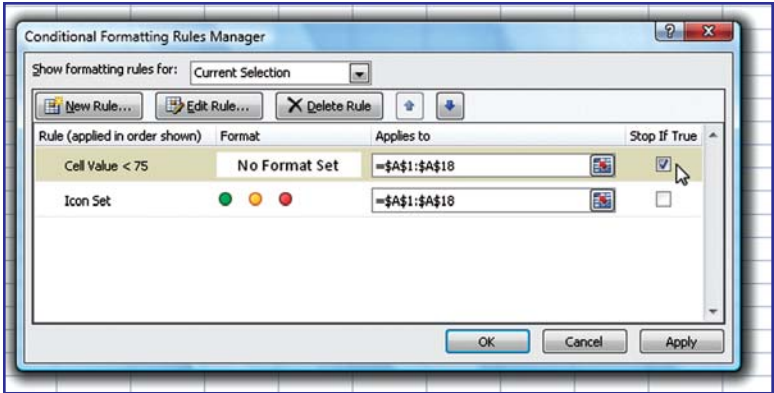 Conditional Formatting Rules Manager
Show formatting rules for: Current Selection
New Rule... Edit Rule... Delete Rule
Rule (applied in order shown) Format Applies to Stop If True
Cell Value < 75 No Format Set =$A$1:$A$18
Icon Set =$A$1:$A$18
OK Cancel Apply